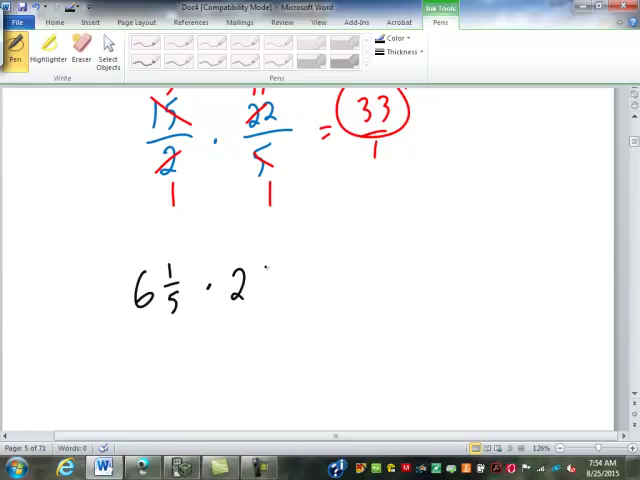 Doc4 [Compatibility Mode] - Microsoft Word
Ink Tools
File Home Insert Page Layout References Mailings Review View Add-Ins Acrobat Pens
Pen Highlighter Eraser Select Objects
Color
Thickness
Write Pens
15/2 · 22/5 = 33/1
1 1
6 1/5 · 2
Page: 5 of 71 Words: 0 126%
7:54 AM
8/25/2015